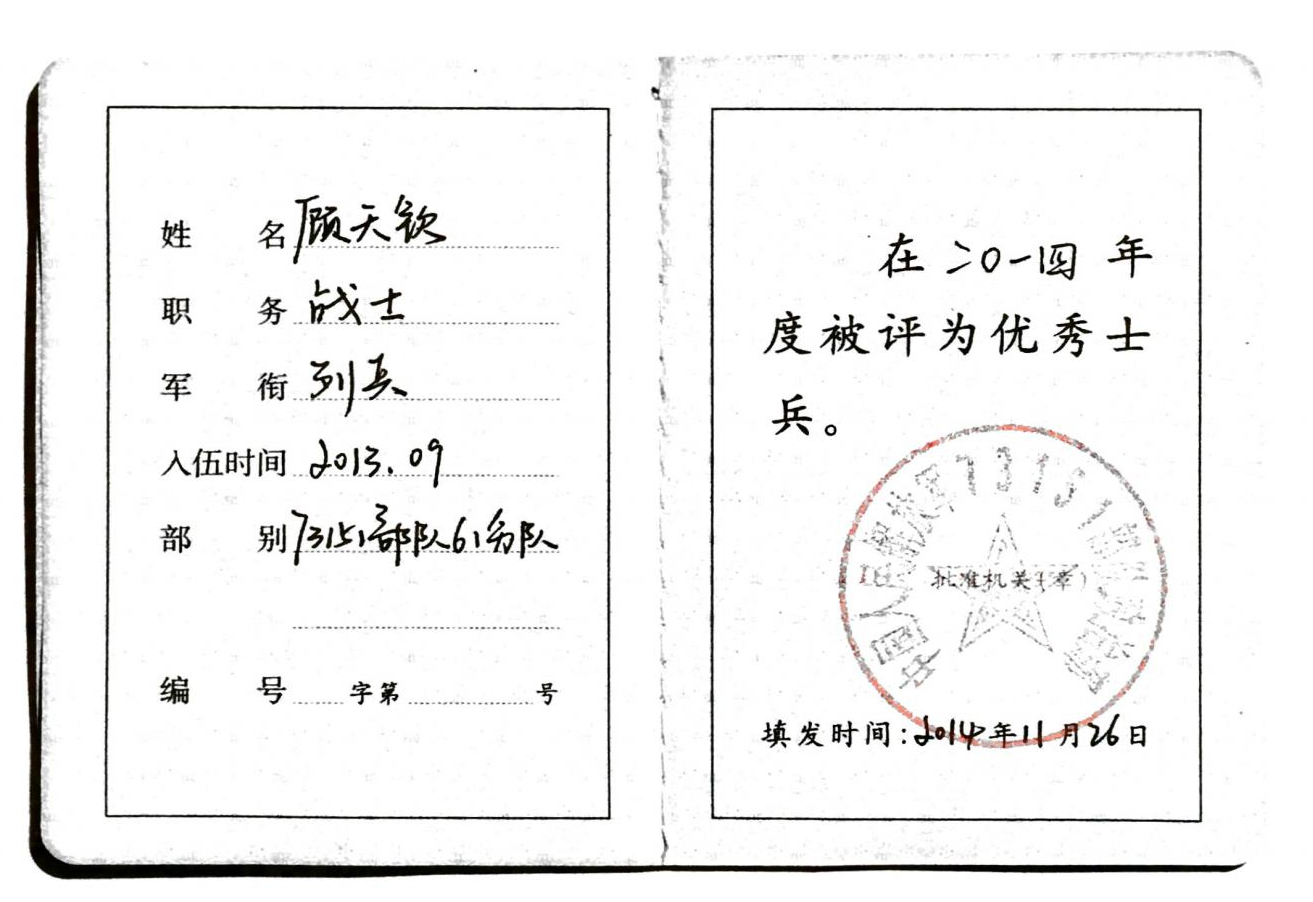 姓 名 顾天钦
职 务 战士
军 衔 列兵
入伍时间 2013.09
部 别 73151部队61分队
编 号 字第 号
在二〇一四年
度被评为优秀士
兵。
中国人民解放军73151部队政治部
批准机关(章)
填发时间:2014年11月26日